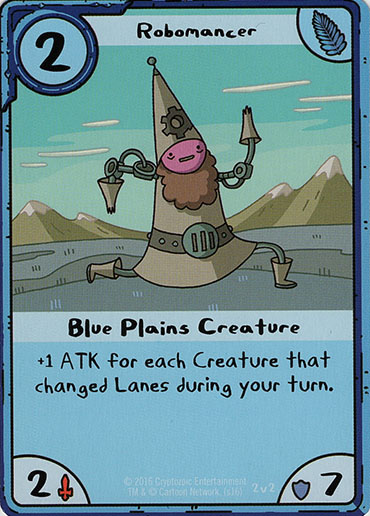 2
Robomancer
Blue Plains Creature
+1 ATK for each Creature that
changed Lanes during your turn.
2
© 2016 Cryptozoic Entertainment
TM & © Cartoon Network. (s16)
2v2
7